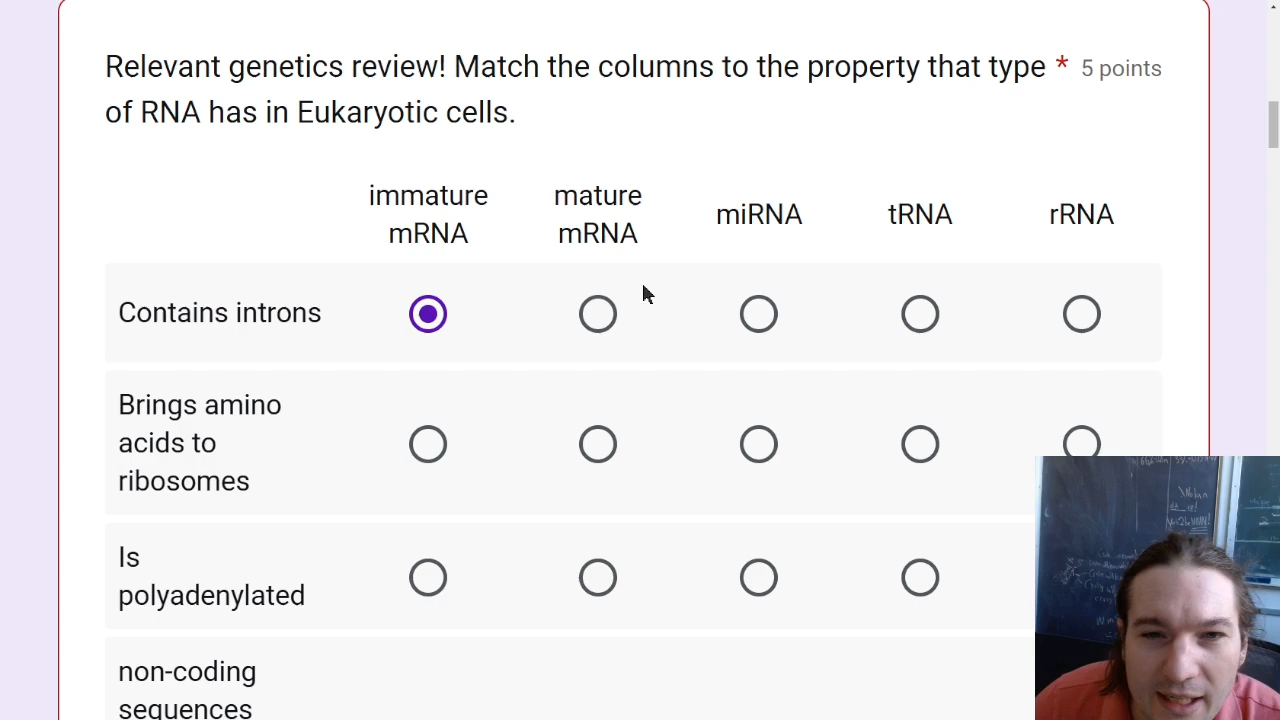 Relevant genetics review! Match the columns to the property that type * 5 points
of RNA has in Eukaryotic cells.
immature mRNA
mature mRNA
miRNA
tRNA
rRNA
Contains introns
Brings amino
acids to
ribosomes
Is
polyadenylated
non-coding
sequences